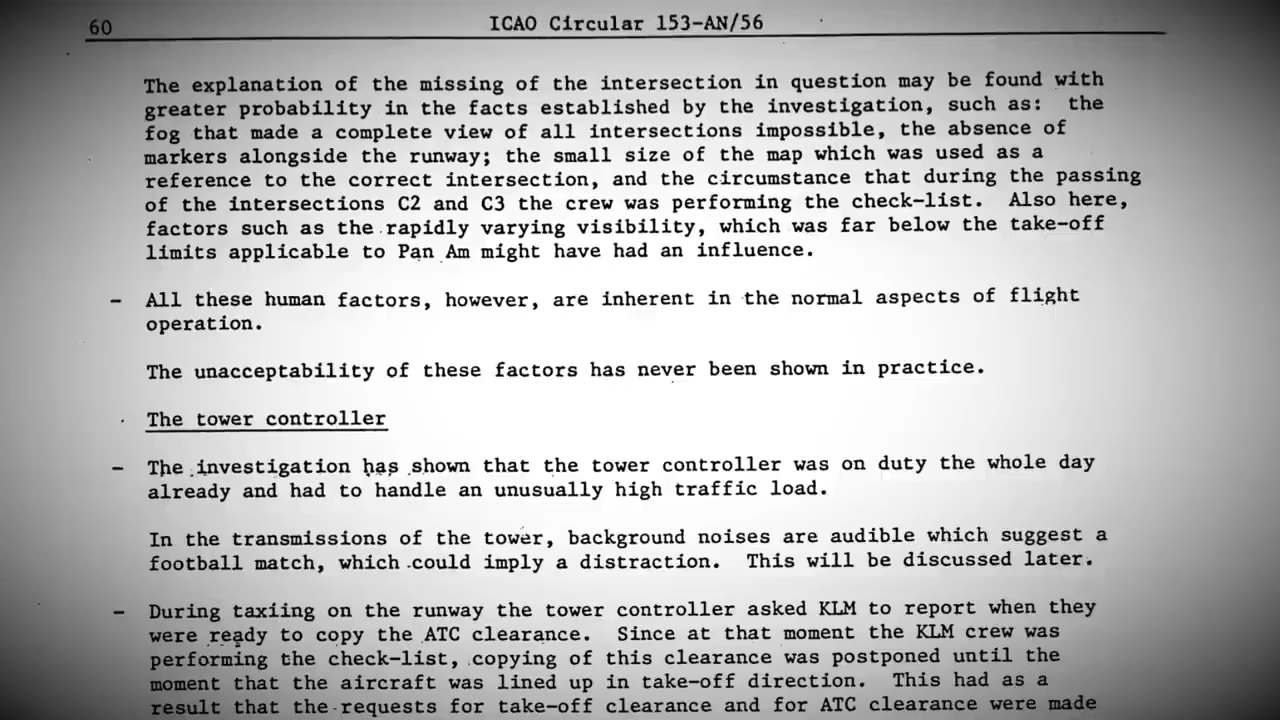 60
ICAO Circular 153-AN/56
The explanation of the missing of the intersection in question may be found with
greater probability in the facts established by the investigation, such as: the
fog that made a complete view of all intersections impossible, the absence of
markers alongside the runway; the small size of the map which was used as a
reference to the correct intersection, and the circumstance that during the passing
of the intersections C2 and C3 the crew was performing the check-list. Also here,
factors such as the rapidly varying visibility, which was far below the take-off
limits applicable to Pan Am might have had an influence.
- All these human factors, however, are inherent in the normal aspects of flight
operation.
The unacceptability of these factors has never been shown in practice.
The tower controller
- The investigation has shown that the tower controller was on duty the whole day
already and had to handle an unusually high traffic load.
In the transmissions of the tower, background noises are audible which suggest a
football match, which could imply a distraction. This will be discussed later.
- During taxiing on the runway the tower controller asked KLM to report when they
were ready to copy the ATC clearance. Since at that moment the KLM crew was
performing the check-list, copying of this clearance was postponed until the
moment that the aircraft was lined up in take-off direction. This had as a
result that the requests for take-off clearance and for ATC clearance were made